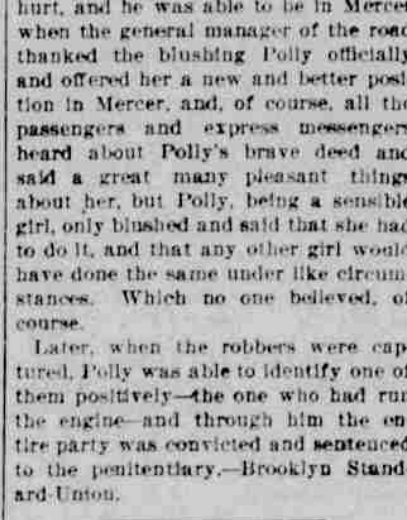 hurt, and he was able to be in Mercer
when the general manager of the road
thanked the blushing Polly officially
and offered her a new and better posi
tion in Mercer, and, of course, all the
passengers and express messengers
heard about Polly's brave deed and
said a great many pleasant things
about her, but Polly, being a sensible
girl, only blushed and said that she had
to do it, and that any other girl would
have done the same under like circum
stances. Which no one believed, of
course.
Later, when the robbers were cap
tured, Polly was able to identify one of
them positively—the one who had run
the engine—and through him the en
tire party was convicted and sentenced
to the penitentiary.—Brooklyn Stand
ard-Union.